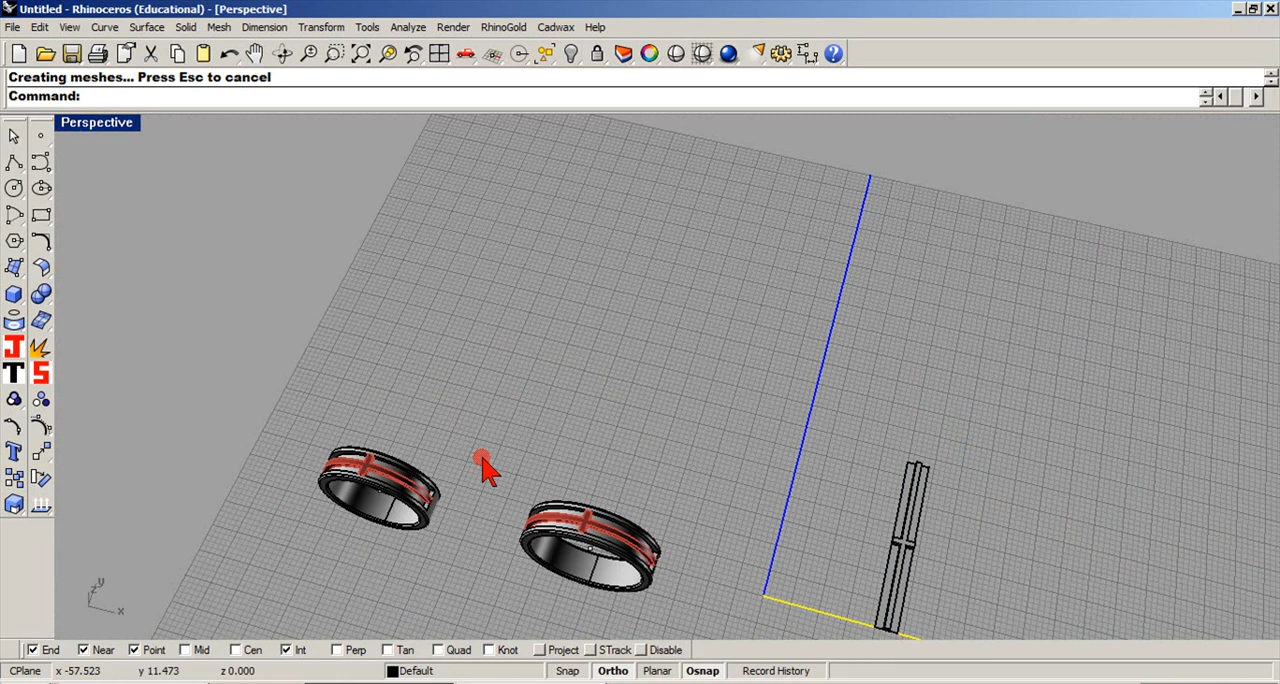 Untitled - Rhinoceros (Educational) - [Perspective]
File Edit View Curve Surface Solid Mesh Dimension Transform Tools Analyze Render RhinoGold Cadwax Help
Creating meshes... Press Esc to cancel
Command:
Perspective
J
T S
T
z y
x
End Near Point Mid Cen Int Perp Tan Quad Knot Project STrack Disable
CPlane x -57.523 y 11.473 z 0.000 Default Snap Ortho Planar Osnap Record History